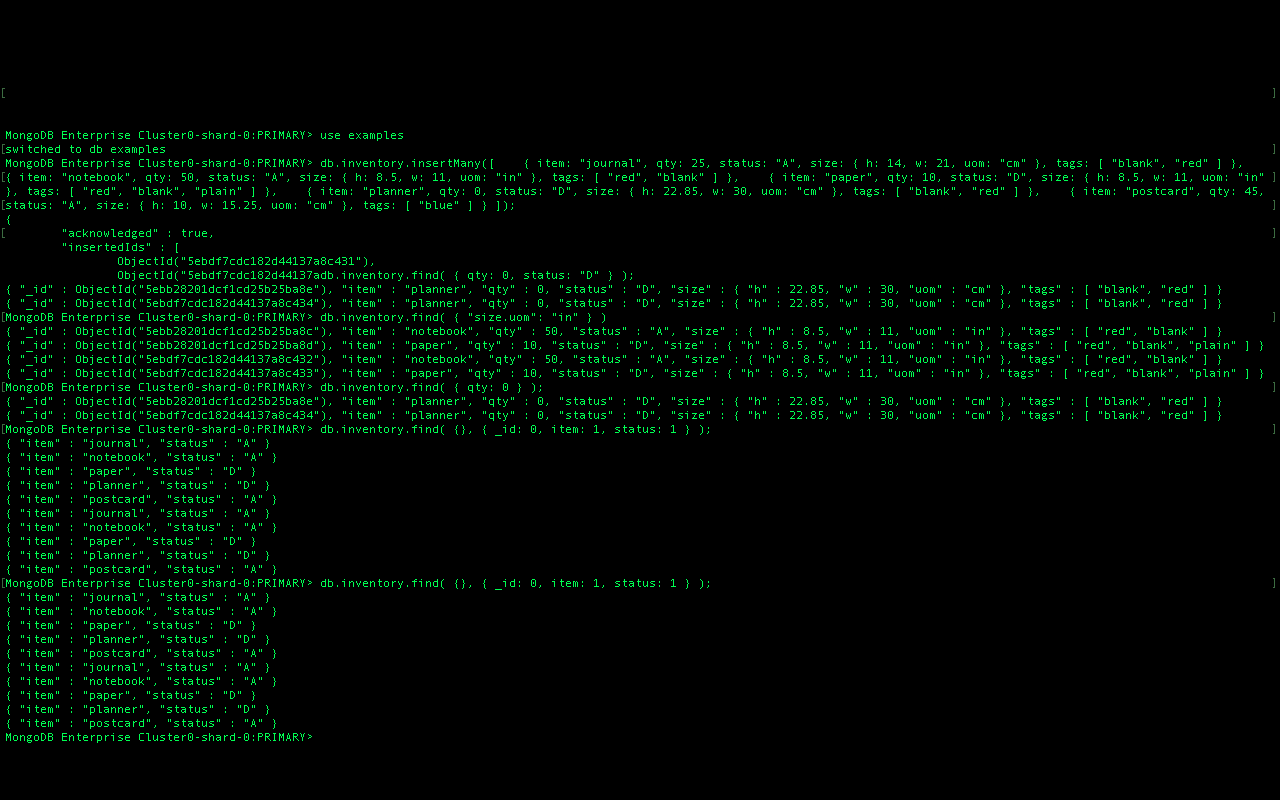 [ ]
MongoDB Enterprise Cluster0-shard-0:PRIMARY> use examples
[switched to db examples ]
MongoDB Enterprise Cluster0-shard-0:PRIMARY> db.inventory.insertMany([    { item: "journal", qty: 25, status: "A", size: { h: 14, w: 21, uom: "cm" }, tags: [ "blank", "red" ] },
[{ item: "notebook", qty: 50, status: "A", size: { h: 8.5, w: 11, uom: "in" }, tags: [ "red", "blank" ] },    { item: "paper", qty: 10, status: "D", size: { h: 8.5, w: 11, uom: "in" ]
}, tags: [ "red", "blank", "plain" ] },    { item: "planner", qty: 0, status: "D", size: { h: 22.85, w: 30, uom: "cm" }, tags: [ "blank", "red" ] },    { item: "postcard", qty: 45,
[status: "A", size: { h: 10, w: 15.25, uom: "cm" }, tags: [ "blue" ] } ]); ]
{
[ "acknowledged" : true, ]
"insertedIds" : [
ObjectId("5ebdf7cdc182d44137a8c431"),
ObjectId("5ebdf7cdc182d44137adb.inventory.find( { qty: 0, status: "D" } );
{ "_id" : ObjectId("5ebb28201dcf1cd25b25ba8e"), "item" : "planner", "qty" : 0, "status" : "D", "size" : { "h" : 22.85, "w" : 30, "uom" : "cm" }, "tags" : [ "blank", "red" ] }
{ "_id" : ObjectId("5ebdf7cdc182d44137a8c434"), "item" : "planner", "qty" : 0, "status" : "D", "size" : { "h" : 22.85, "w" : 30, "uom" : "cm" }, "tags" : [ "blank", "red" ] }
[MongoDB Enterprise Cluster0-shard-0:PRIMARY> db.inventory.find( { "size.uom": "in" } ) ]
{ "_id" : ObjectId("5ebb28201dcf1cd25b25ba8c"), "item" : "notebook", "qty" : 50, "status" : "A", "size" : { "h" : 8.5, "w" : 11, "uom" : "in" }, "tags" : [ "red", "blank" ] }
{ "_id" : ObjectId("5ebb28201dcf1cd25b25ba8d"), "item" : "paper", "qty" : 10, "status" : "D", "size" : { "h" : 8.5, "w" : 11, "uom" : "in" }, "tags" : [ "red", "blank", "plain" ] }
{ "_id" : ObjectId("5ebdf7cdc182d44137a8c432"), "item" : "notebook", "qty" : 50, "status" : "A", "size" : { "h" : 8.5, "w" : 11, "uom" : "in" }, "tags" : [ "red", "blank" ] }
{ "_id" : ObjectId("5ebdf7cdc182d44137a8c433"), "item" : "paper", "qty" : 10, "status" : "D", "size" : { "h" : 8.5, "w" : 11, "uom" : "in" }, "tags" : [ "red", "blank", "plain" ] }
[MongoDB Enterprise Cluster0-shard-0:PRIMARY> db.inventory.find( { qty: 0 } ); ]
{ "_id" : ObjectId("5ebb28201dcf1cd25b25ba8e"), "item" : "planner", "qty" : 0, "status" : "D", "size" : { "h" : 22.85, "w" : 30, "uom" : "cm" }, "tags" : [ "blank", "red" ] }
{ "_id" : ObjectId("5ebdf7cdc182d44137a8c434"), "item" : "planner", "qty" : 0, "status" : "D", "size" : { "h" : 22.85, "w" : 30, "uom" : "cm" }, "tags" : [ "blank", "red" ] }
[MongoDB Enterprise Cluster0-shard-0:PRIMARY> db.inventory.find( {}, { _id: 0, item: 1, status: 1 } ); ]
{ "item" : "journal", "status" : "A" }
{ "item" : "notebook", "status" : "A" }
{ "item" : "paper", "status" : "D" }
{ "item" : "planner", "status" : "D" }
{ "item" : "postcard", "status" : "A" }
{ "item" : "journal", "status" : "A" }
{ "item" : "notebook", "status" : "A" }
{ "item" : "paper", "status" : "D" }
{ "item" : "planner", "status" : "D" }
{ "item" : "postcard", "status" : "A" }
[MongoDB Enterprise Cluster0-shard-0:PRIMARY> db.inventory.find( {}, { _id: 0, item: 1, status: 1 } ); ]
{ "item" : "journal", "status" : "A" }
{ "item" : "notebook", "status" : "A" }
{ "item" : "paper", "status" : "D" }
{ "item" : "planner", "status" : "D" }
{ "item" : "postcard", "status" : "A" }
{ "item" : "journal", "status" : "A" }
{ "item" : "notebook", "status" : "A" }
{ "item" : "paper", "status" : "D" }
{ "item" : "planner", "status" : "D" }
{ "item" : "postcard", "status" : "A" }
MongoDB Enterprise Cluster0-shard-0:PRIMARY>